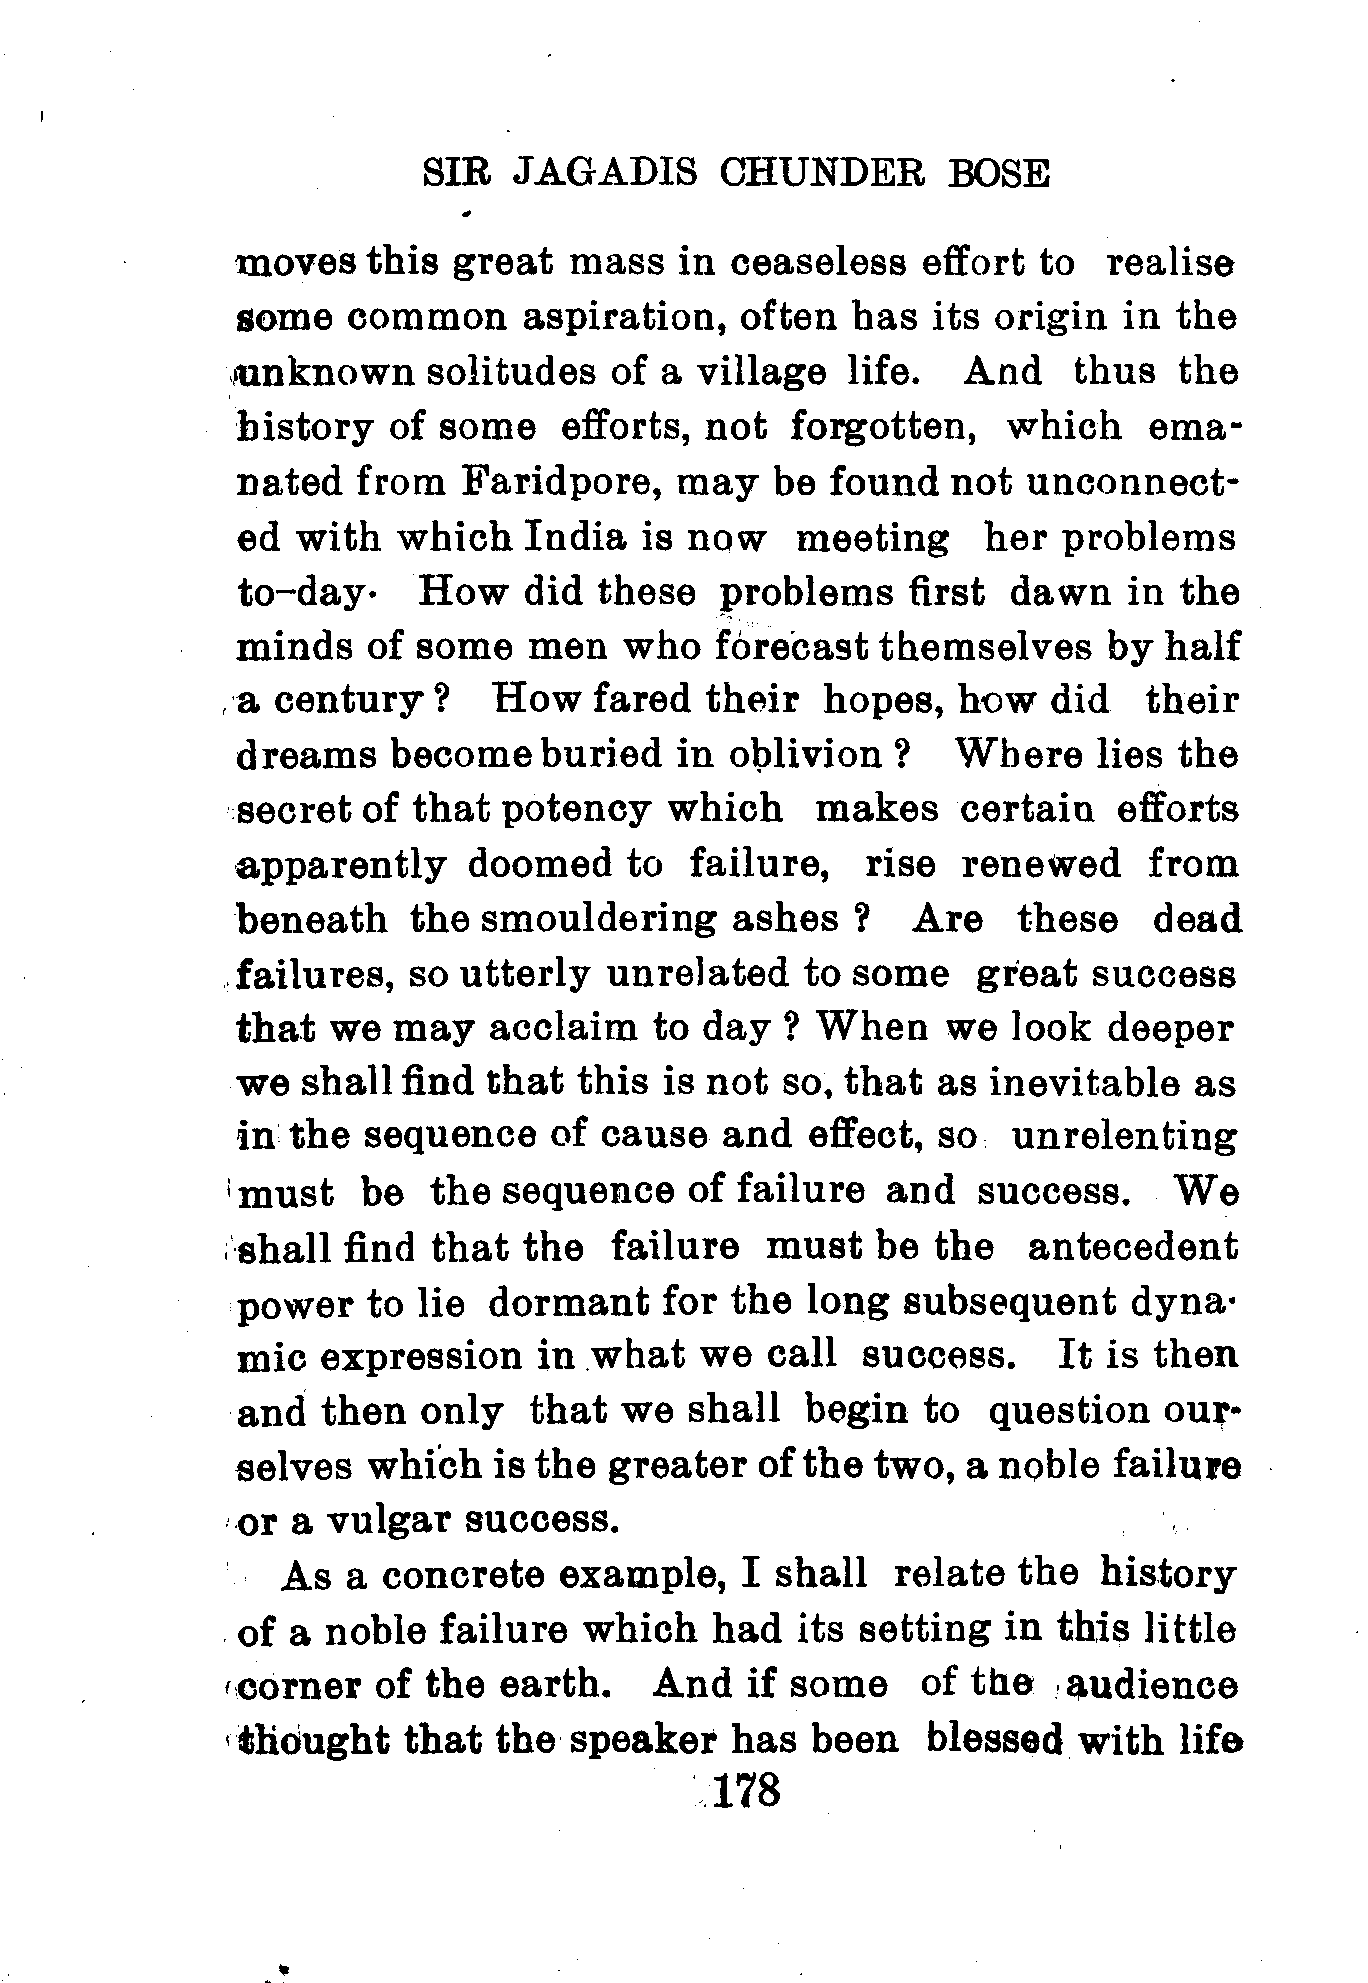 SIR JAGADIS CHUNDER BOSE
moves this great mass in ceaseless effort to realise
some common aspiration, often has its origin in the
unknown solitudes of a village life. And thus the
history of some efforts, not forgotten, which ema-
nated from Faridpore, may be found not unconnect-
ed with which India is now meeting her problems
to-day. How did these problems first dawn in the
minds of some men who forecast themselves by half
a century? How fared their hopes, how did their
dreams become buried in oblivion? Where lies the
secret of that potency which makes certain efforts
apparently doomed to failure, rise renewed from
beneath the smouldering ashes? Are these dead
failures, so utterly unrelated to some great success
that we may acclaim to day? When we look deeper
we shall find that this is not so, that as inevitable as
in the sequence of cause and effect, so unrelenting
must be the sequence of failure and success. We
shall find that the failure must be the antecedent
power to lie dormant for the long subsequent dyna-
mic expression in what we call success. It is then
and then only that we shall begin to question our-
selves which is the greater of the two, a noble failure
or a vulgar success.
As a concrete example, I shall relate the history
of a noble failure which had its setting in this little
corner of the earth. And if some of the audience
thought that the speaker has been blessed with life
178